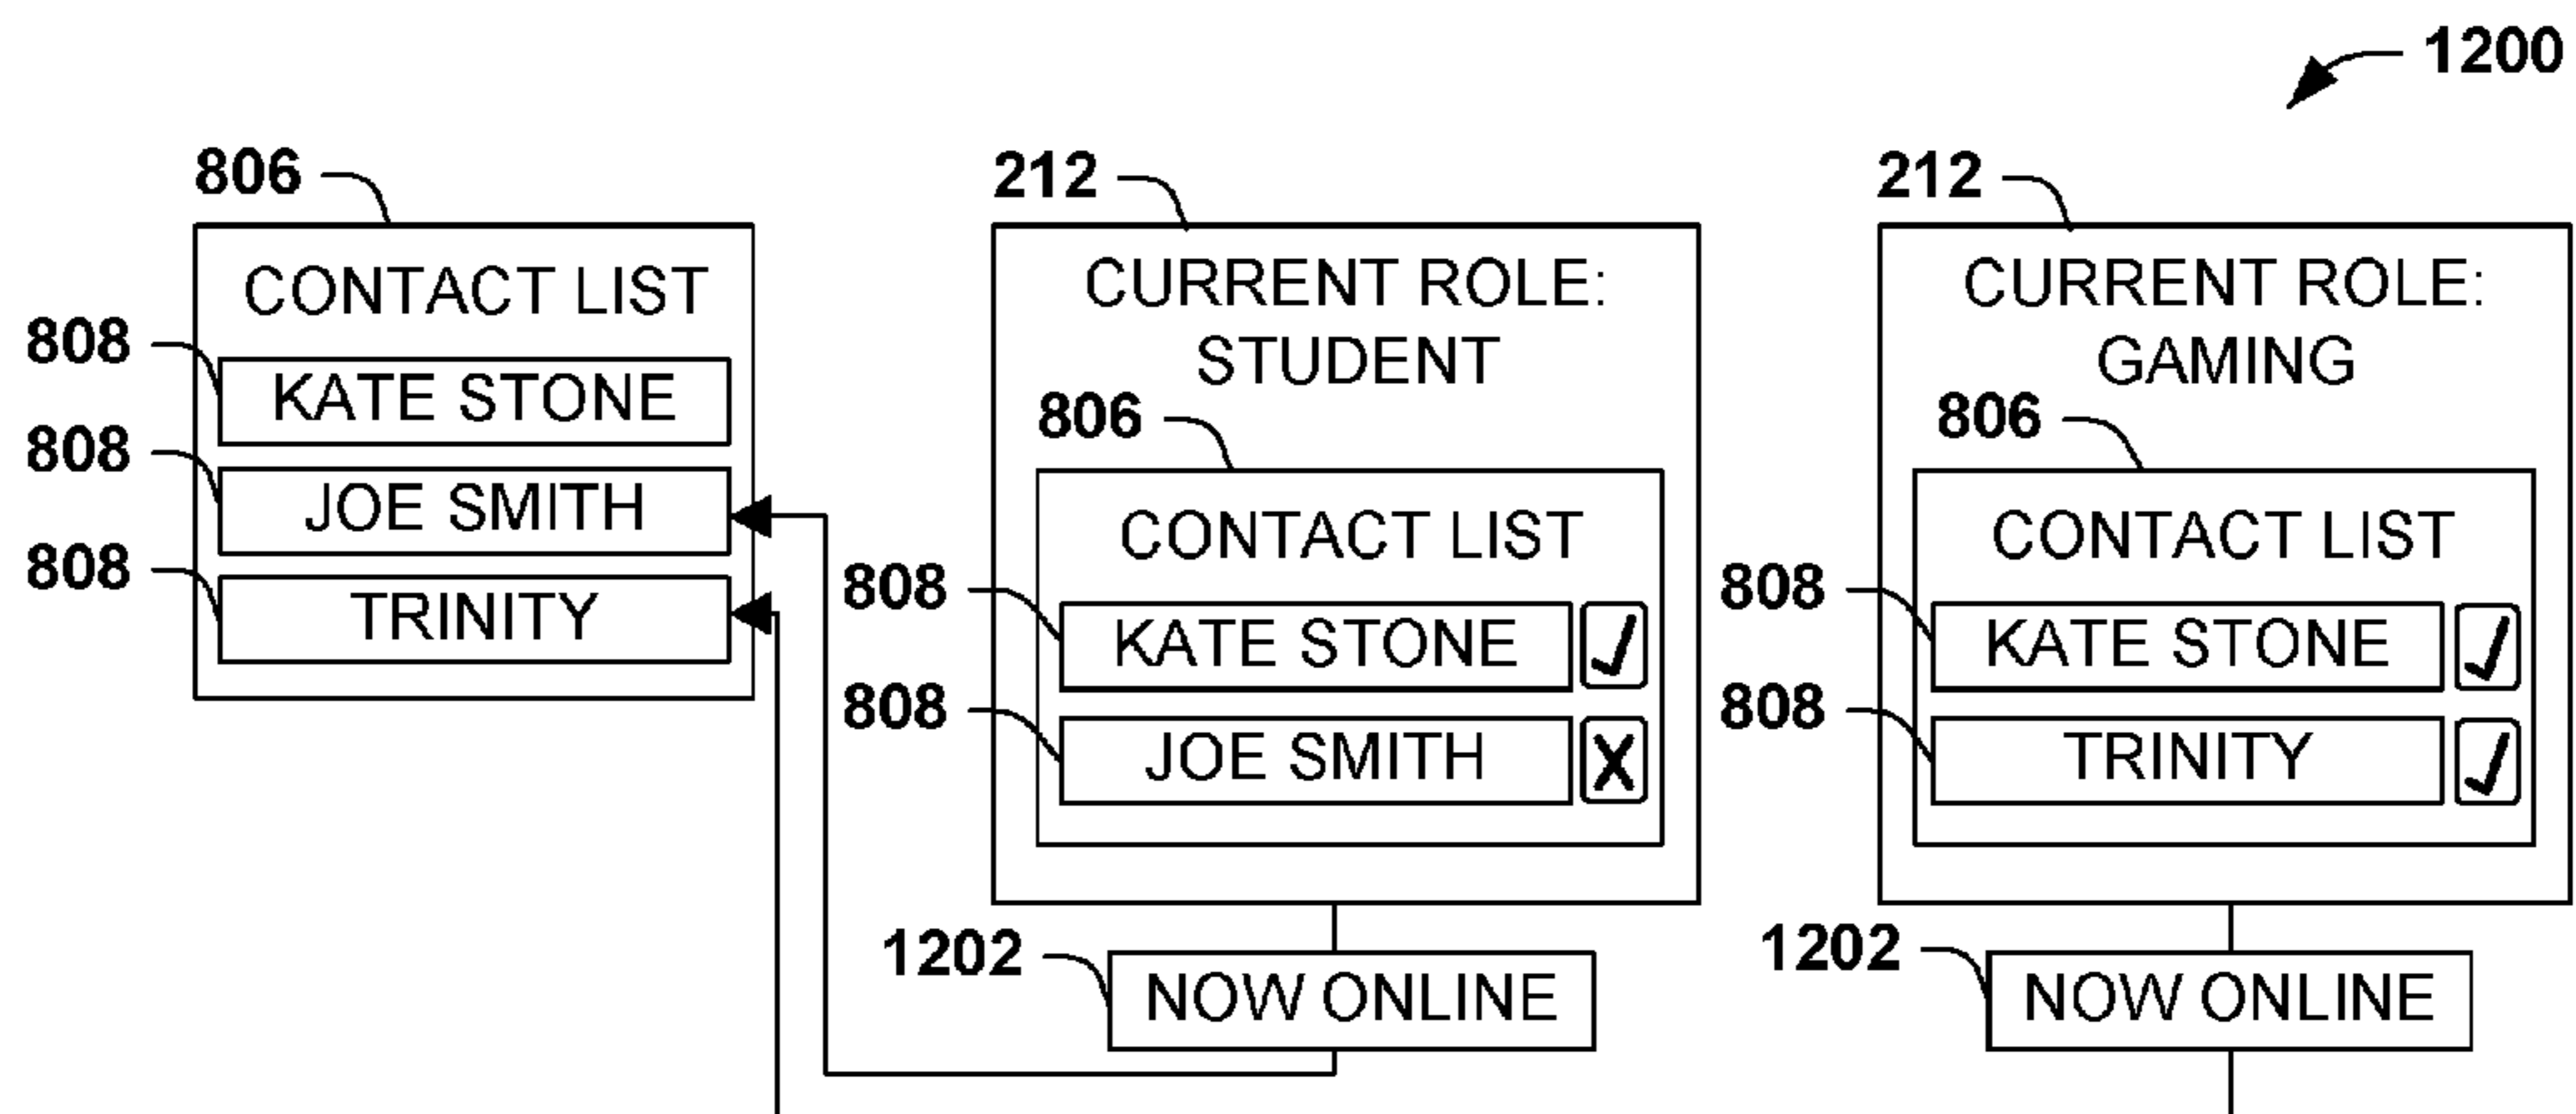 1200
806
CONTACT LIST
808
KATE STONE
808
JOE SMITH
808
TRINITY
212
CURRENT ROLE:
STUDENT
806
CONTACT LIST
808
KATE STONE
808
JOE SMITH X
1202
NOW ONLINE
212
CURRENT ROLE:
GAMING
806
CONTACT LIST
808
KATE STONE
808
TRINITY
1202
NOW ONLINE